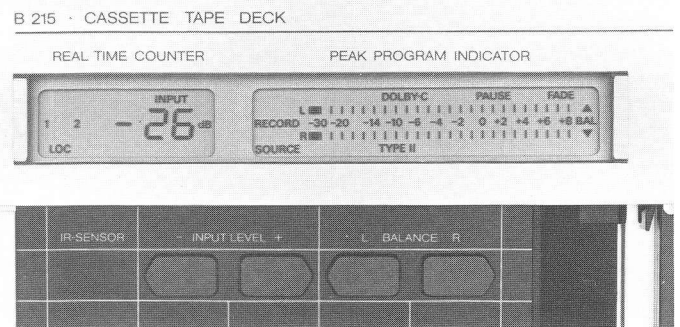 B 215 · CASSETTE TAPE DECK
REAL TIME COUNTER PEAK PROGRAM INDICATOR
INPUT
1 2 -26 dB
LOC
DOLBY-C PAUSE FADE
L
RECORD -30 -20 -14 -10 -6 -4 -2 0 +2 +4 +6 +8 BAL
R
SOURCE TYPE II
IR-SENSOR - INPUT LEVEL + L BALANCE R